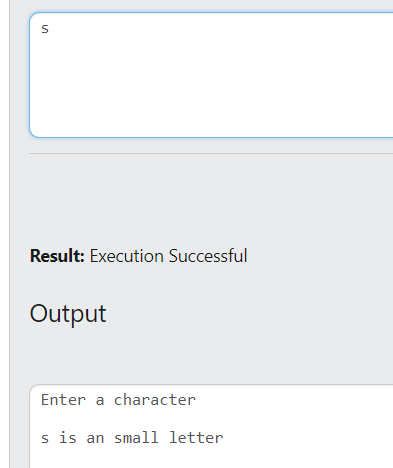 s
Result: Execution Successful
Output
Enter a character
s is an small letter